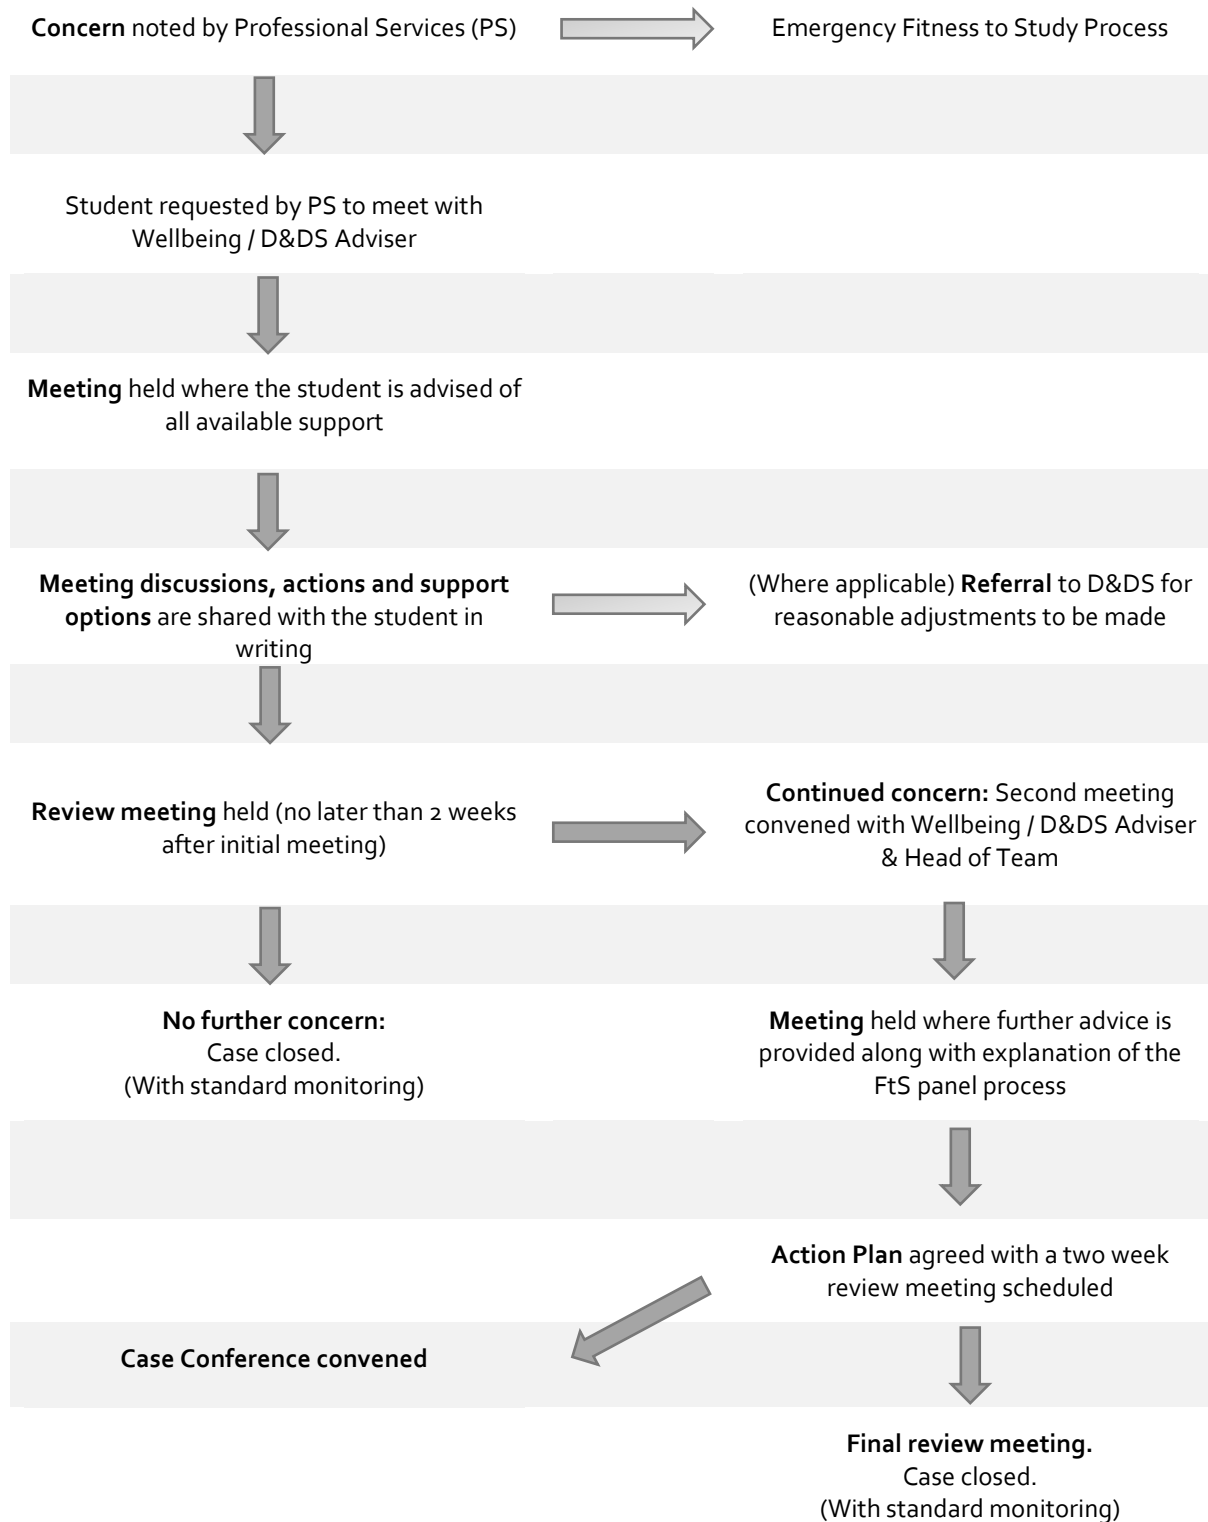 Concern noted by Professional Services (PS)
Emergency Fitness to Study Process
Student requested by PS to meet with
Wellbeing / D&DS Adviser
Meeting held where the student is advised of
all available support
Meeting discussions, actions and support
options are shared with the student in
writing
(Where applicable) Referral to D&DS for
reasonable adjustments to be made
Review meeting held (no later than 2 weeks
after initial meeting)
Continued concern: Second meeting
convened with Wellbeing / D&DS Adviser
& Head of Team
No further concern:
Case closed.
(With standard monitoring)
Meeting held where further advice is
provided along with explanation of the
FtS panel process
Action Plan agreed with a two week
review meeting scheduled
Case Conference convened
Final review meeting.
Case closed.
(With standard monitoring)